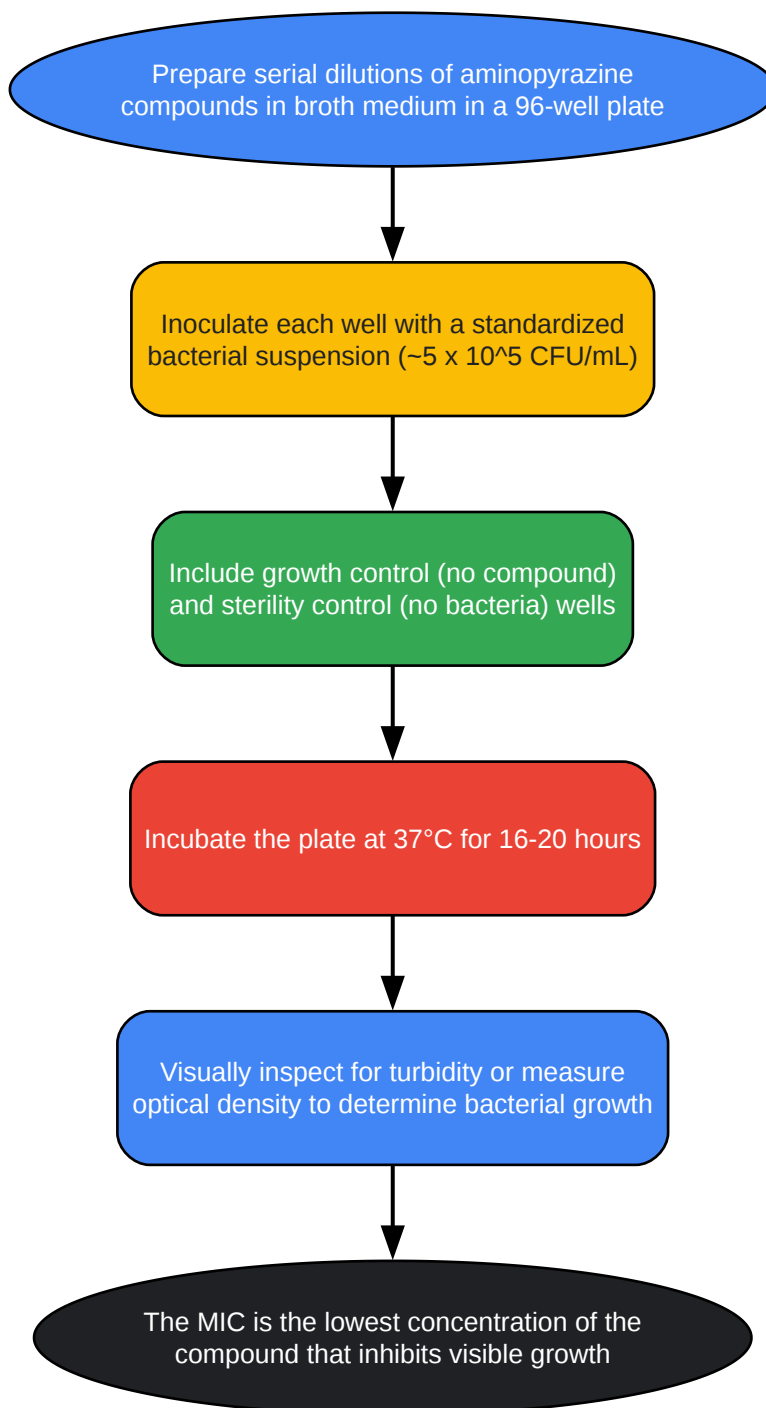 Prepare serial dilutions of aminopyrazine
compounds in broth medium in a 96-well plate
Inoculate each well with a standardized
bacterial suspension (~5 x 10^5 CFU/mL)
Include growth control (no compound)
and sterility control (no bacteria) wells
Incubate the plate at 37°C for 16-20 hours
Visually inspect for turbidity or measure
optical density to determine bacterial growth
The MIC is the lowest concentration of the
compound that inhibits visible growth